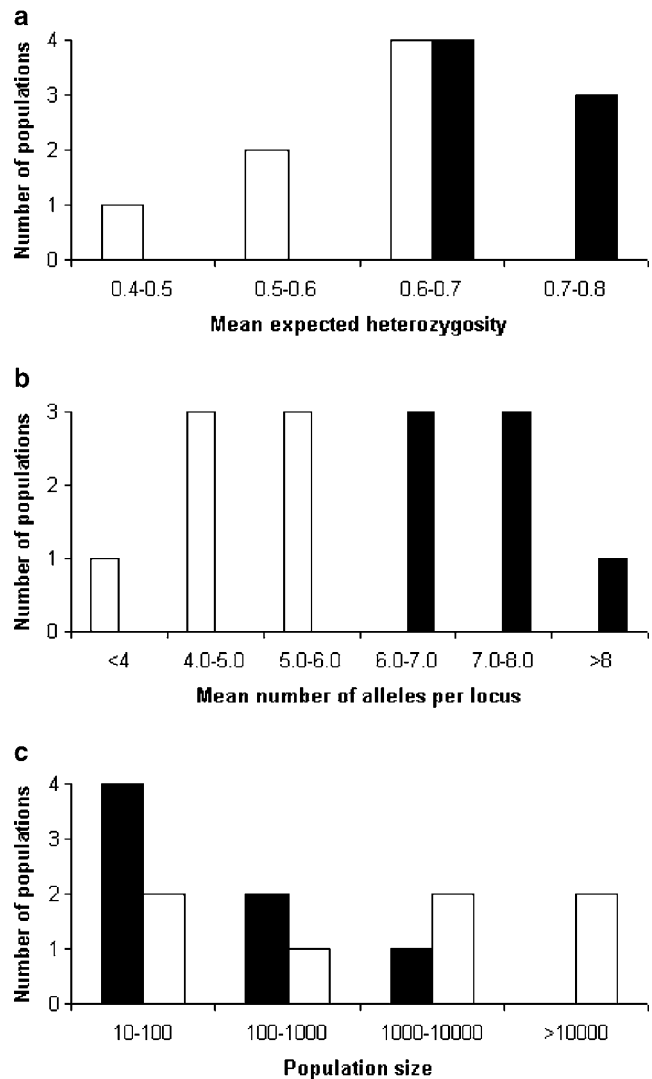 a
Number of populations
4
3
2
1
0
0.4-0.5 0.5-0.6 0.6-0.7 0.7-0.8
Mean expected heterozygosity
b
Number of populations
3
2
1
0
<4 4.0-5.0 5.0-6.0 6.0-7.0 7.0-8.0 >8
Mean number of alleles per locus
c
Number of populations
4
3
2
1
0
10-100 100-1000 1000-10000 >10000
Population size